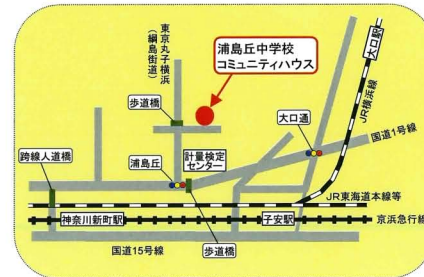 東京丸子横浜
（綱島街道）
浦島丘中学校
コミュニティハウス
大口駅
JR横浜線
歩道橋
大口通
国道1号線
跨線人道橋
浦島丘
計量検定
センター
JR東海道本線等
神奈川新町駅
子安駅
京浜急行線
国道15号線
歩道橋